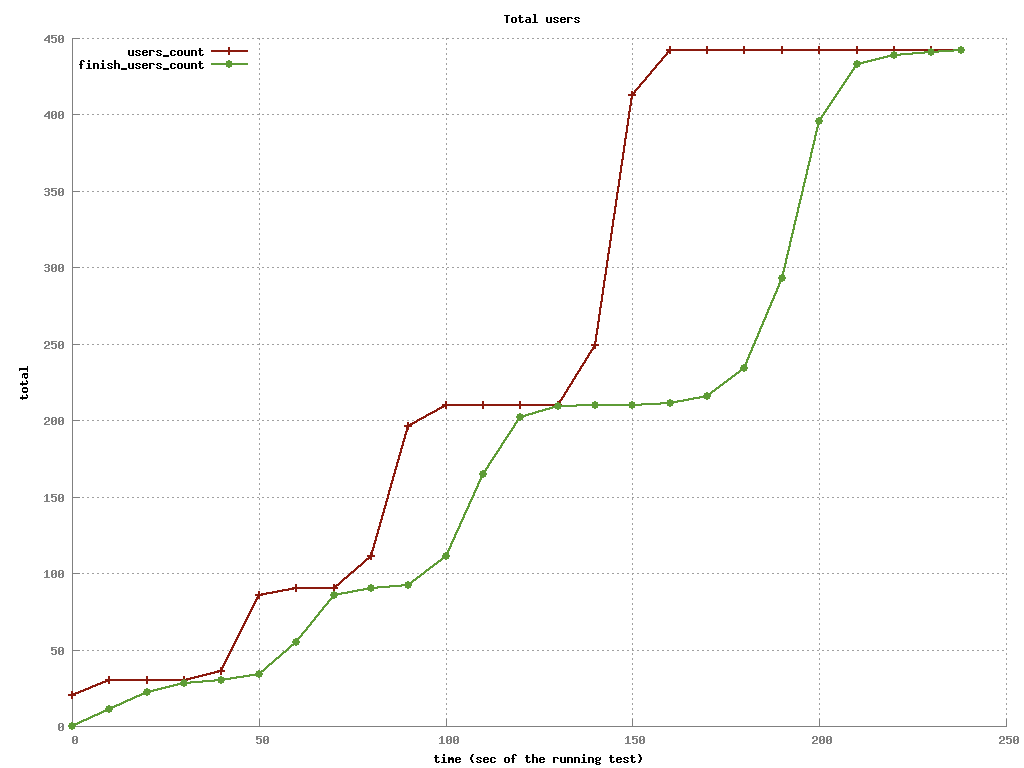 Total users
users_count
finish_users_count
450
400
350
300
250
200
150
100
50
0
total
0 50 100 150 200 250
time (sec of the running test)